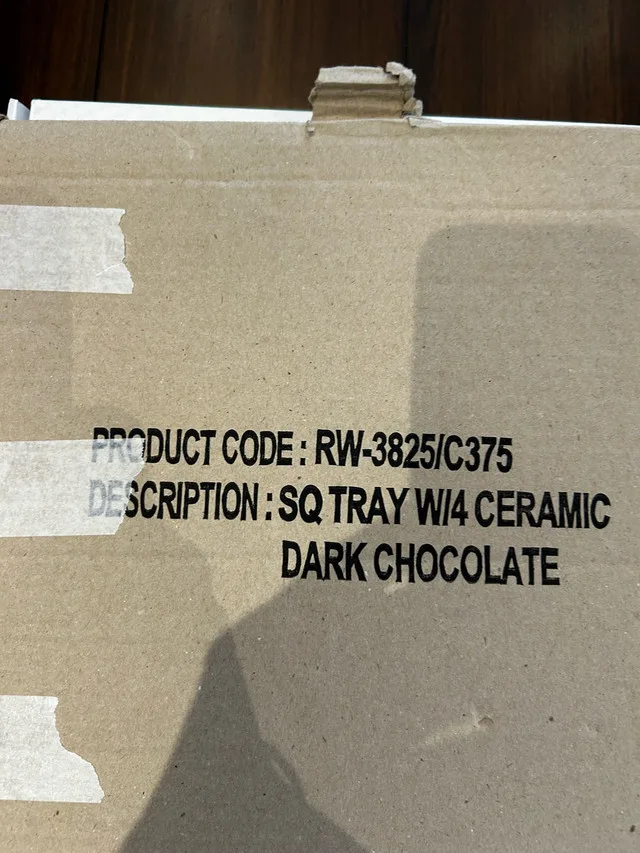 PRODUCT CODE : RW-3825/C375
DESCRIPTION : SQ TRAY W/4 CERAMIC
DARK CHOCOLATE